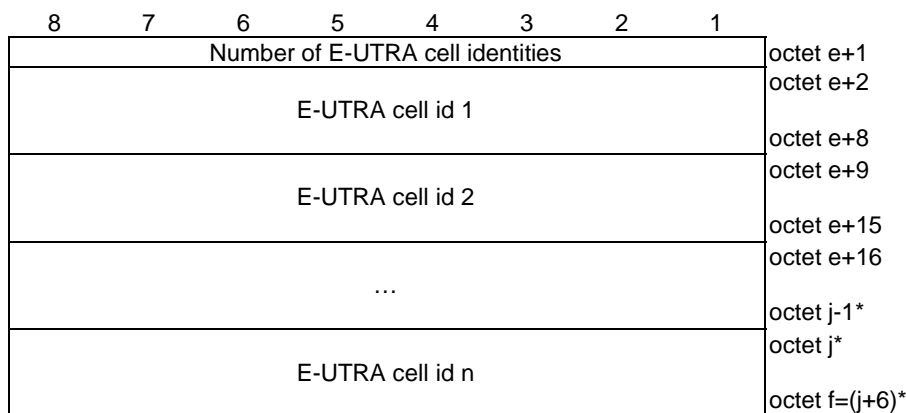 8 7 6 5 4 3 2 1
Number of E-UTRA cell identities octet e+1
octet e+2
E-UTRA cell id 1
octet e+8
octet e+9
E-UTRA cell id 2
octet e+15
octet e+16
…
octet j-1*
octet j*
E-UTRA cell id n
octet f=(j+6)*